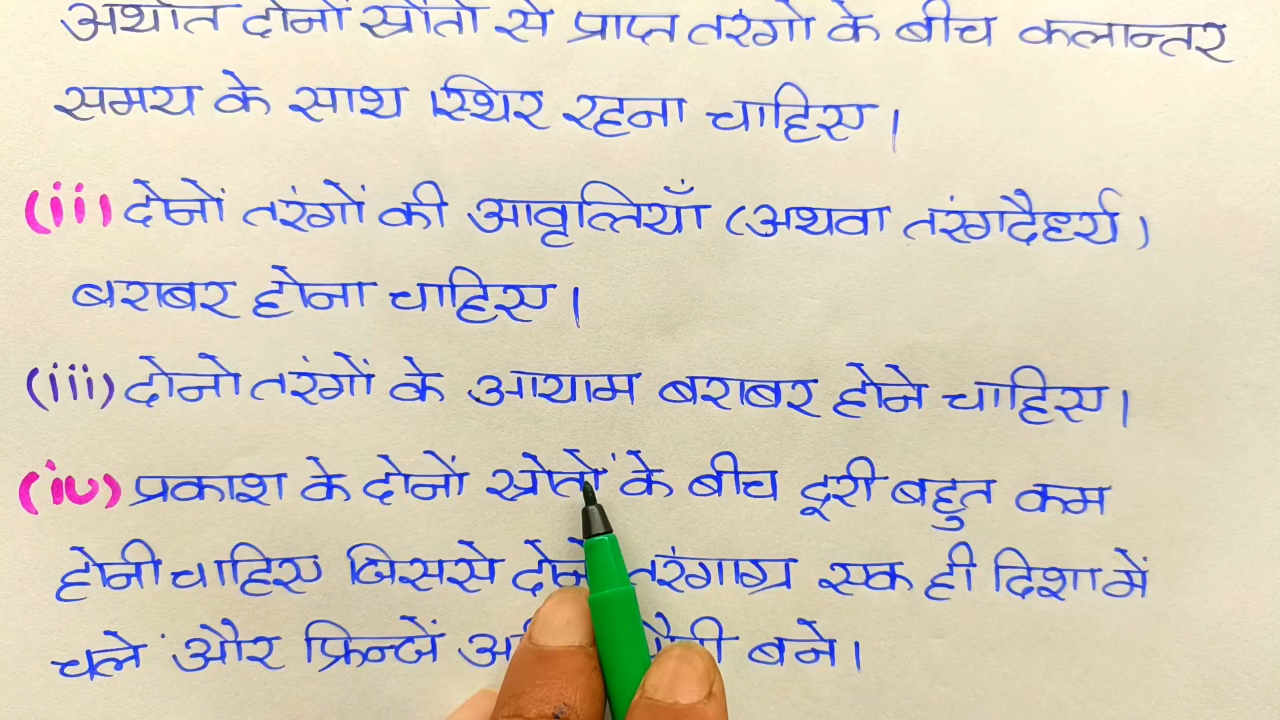 अर्थात दोनों स्रोतों से प्राप्त तरंगों के बीच कलान्तर
समय के साथ स्थिर रहना चाहिए।
(ii) दोनों तरंगों की आवृत्तियाँ (अथवा तरंगदैर्ध्य)
बराबर होना चाहिए।
(iii) दोनो तरंगों के आयाम बराबर होने चाहिए।
(iv) प्रकाश के दोनों स्रोतों के बीच दूरी बहुत कम
होनी चाहिए जिससे तरंगाग्र एक ही दिशा में
चले और फ्रिन्जें बने।